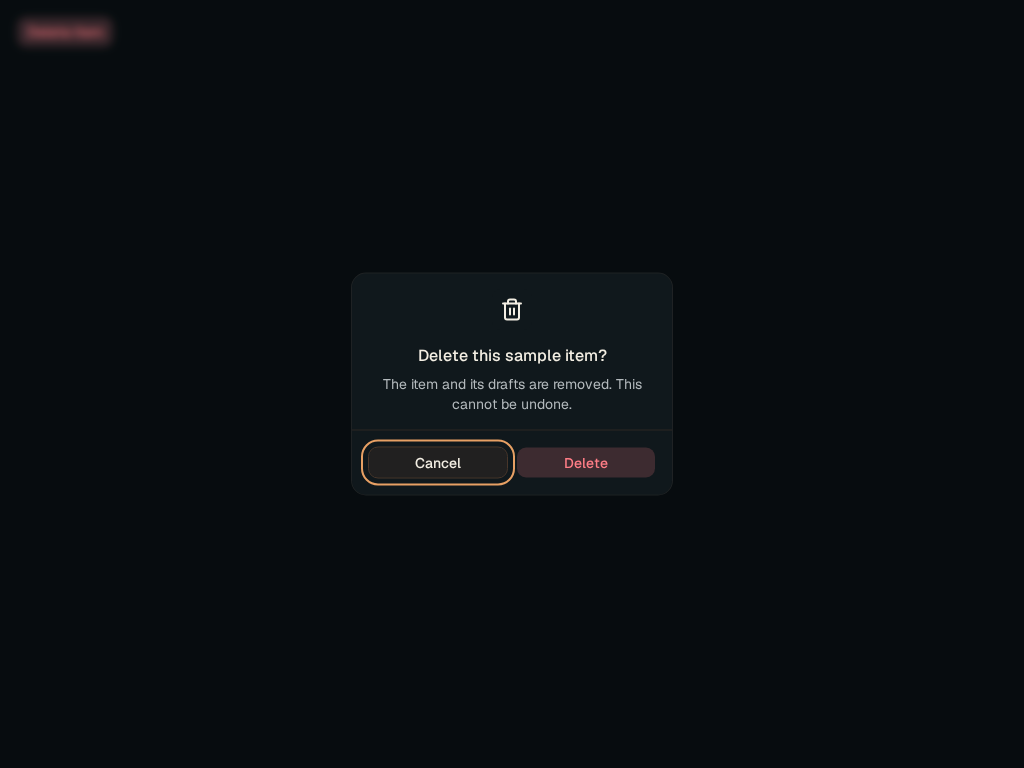 Delete this sample item?
The item and its drafts are removed. This
cannot be undone.
Cancel
Delete